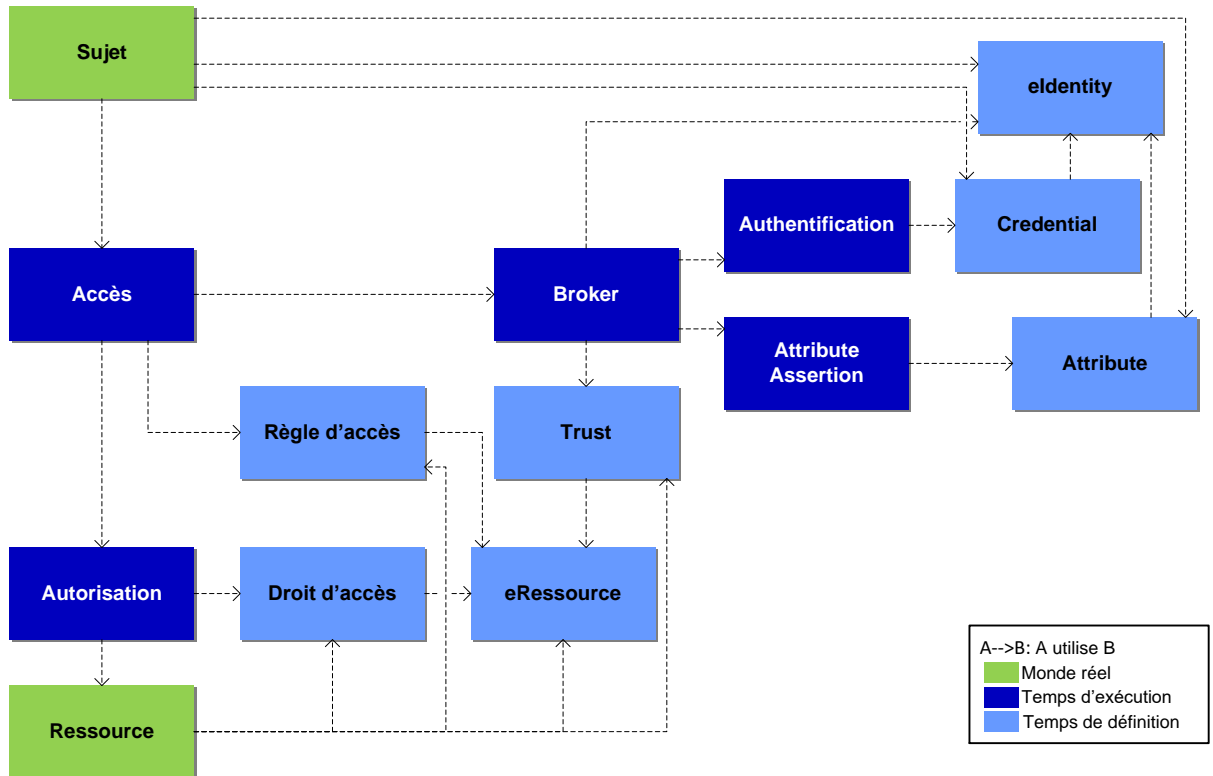 Sujet
eIdentity
Authentification
Credential
Accès
Broker
Attribute
Assertion
Attribute
Règle d'accès
Trust
Autorisation
Droit d’accès
eRessource
Ressource
A-->B: A utilise B
Monde réel
Temps d’exécution
Temps de définition